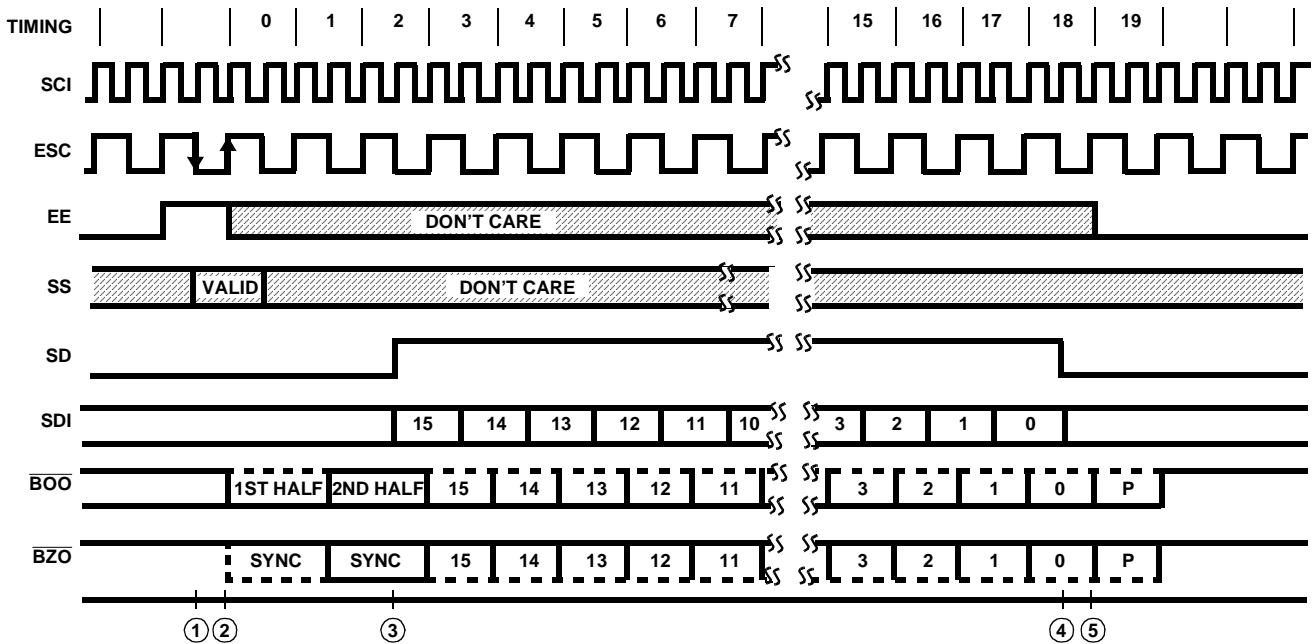 TIMING 0 1 2 3 4 5 6 7 15 16 17 18 19
SCI
ESC
EE DON'T CARE
SS VALID DON'T CARE
SD
SDI 15 14 13 12 11 10 3 2 1 0
BOO 1ST HALF 2ND HALF 15 14 13 12 11 3 2 1 0 P
BZO SYNC SYNC 15 14 13 12 11 3 2 1 0 P
1 2 3 4 5